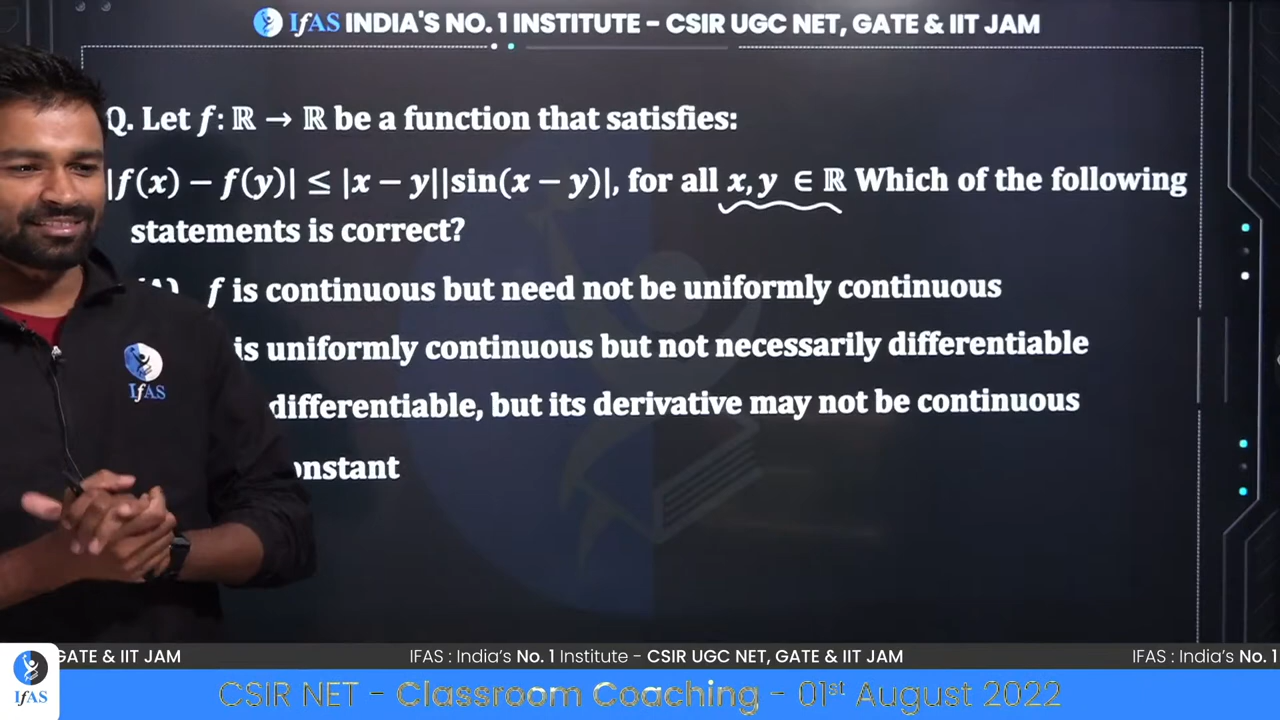 IfAS INDIA'S NO. 1 INSTITUTE - CSIR UGC NET, GATE & IIT JAM
Q. Let f: ℝ → ℝ be a function that satisfies:
|f(x) − f(y)| ≤ |x − y||sin(x − y)|, for all x, y ∈ ℝ Which of the following
statements is correct?
f is continuous but need not be uniformly continuous
is uniformly continuous but not necessarily differentiable
differentiable, but its derivative may not be continuous
onstant
IfAS
GATE & IIT JAM IFAS : India's No. 1 Institute - CSIR UGC NET, GATE & IIT JAM IFAS : India's No. 1
IfAS
CSIR NET - Classroom Coaching - 01st August 2022